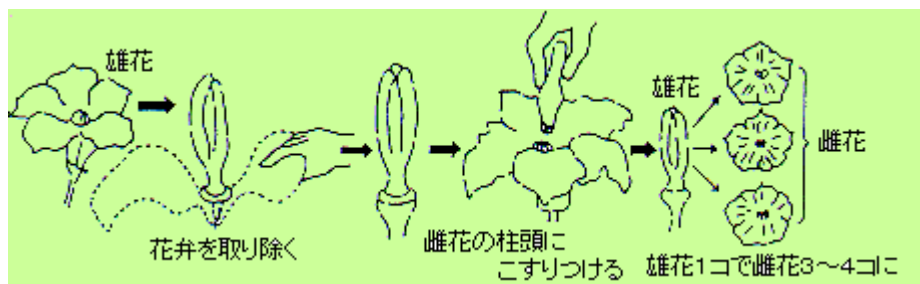 雄花
花弁を取り除く
雌花の柱頭に
こすりつける
雄花
雌花
雄花1コで雌花3～4コに